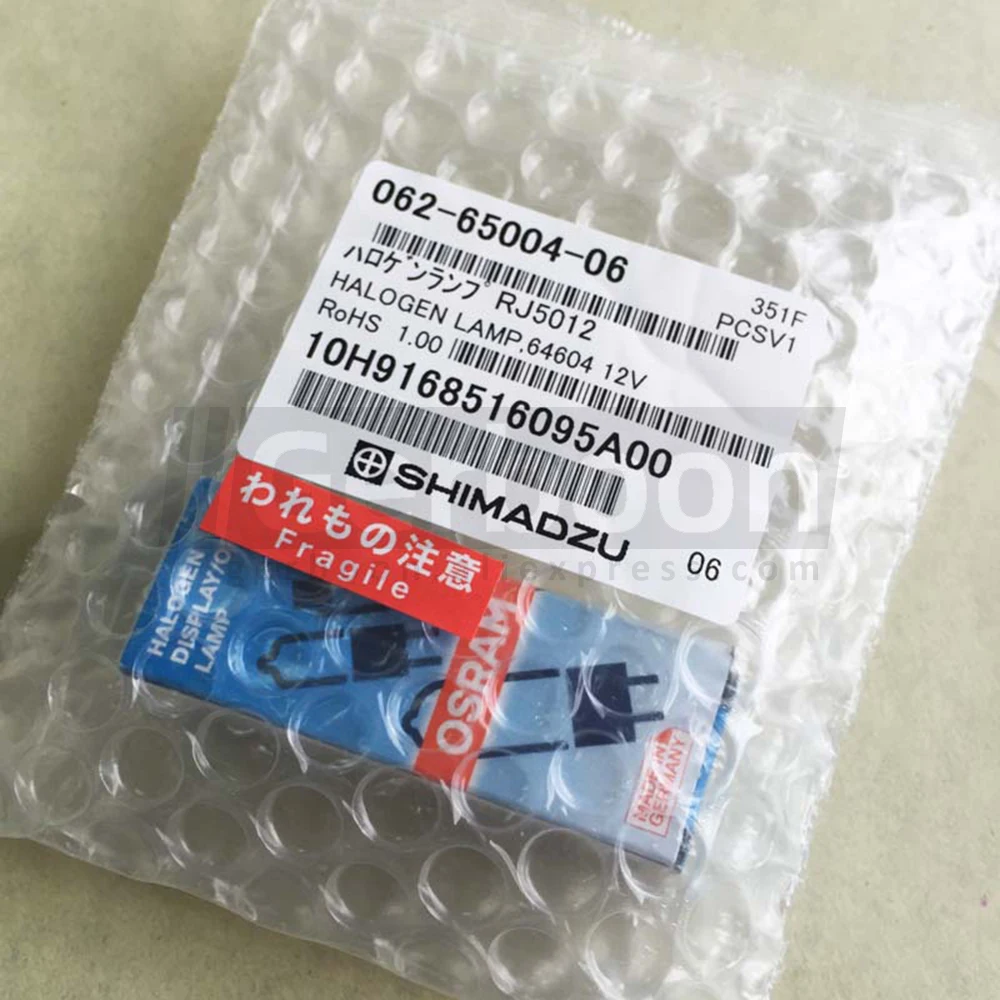 062-65004-06
ハロゲンランプ RJ5012
351F
HALOGEN LAMP.64604 12V
PCSV1
RoHS 1.00
10H9168516095A00
SHIMADZU
06
われもの注意
Fragile
HALOGEN
DISPLAY/O
LAMP
OSRAM
MADE IN
GERMANY